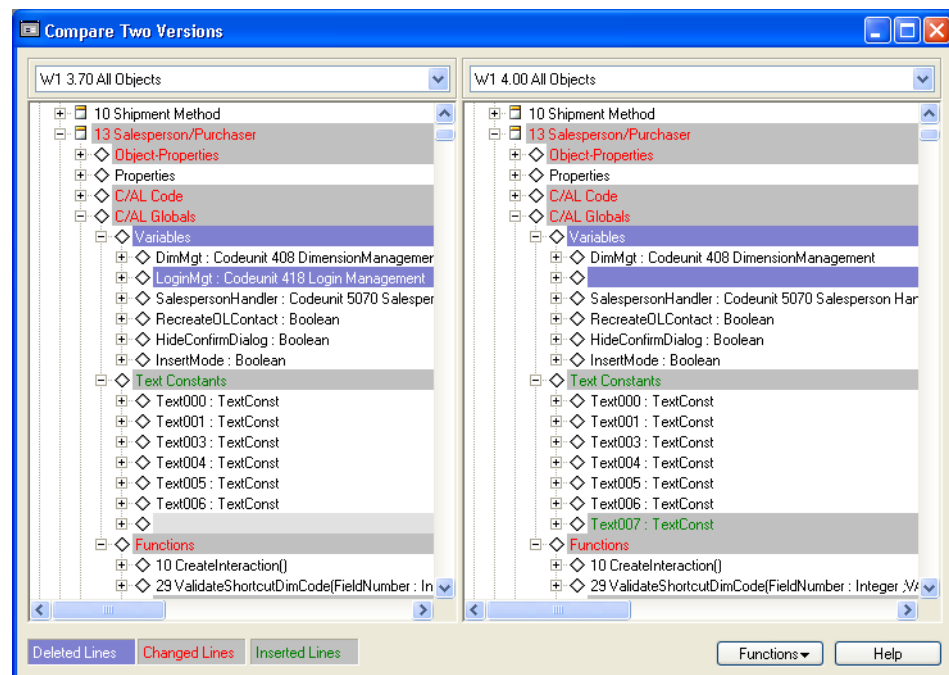 Compare Two Versions
W1 3.70 All Objects
10 Shipment Method
13 Salesperson/Purchaser
Object-Properties
Properties
C/AL Code
C/AL Globals
Variables
DimMgt : Codeunit 408 DimensionManagemen
LoginMgt : Codeunit 418 Login Management
SalespersonHandler : Codeunit 5070 Salesper
RecreateOLContact : Boolean
HideConfirmDialog : Boolean
InsertMode : Boolean
Text Constants
Text000 : TextConst
Text001 : TextConst
Text003 : TextConst
Text004 : TextConst
Text005 : TextConst
Text006 : TextConst
Functions
10 CreateInteraction()
29 ValidateShortcutDimCode(FieldNumber : In
W1 4.00 All Objects
10 Shipment Method
13 Salesperson/Purchaser
Object-Properties
Properties
C/AL Code
C/AL Globals
Variables
DimMgt : Codeunit 408 DimensionManagement
SalespersonHandler : Codeunit 5070 Salesperson Har
RecreateOLContact : Boolean
HideConfirmDialog : Boolean
InsertMode : Boolean
Text Constants
Text000 : TextConst
Text001 : TextConst
Text003 : TextConst
Text004 : TextConst
Text005 : TextConst
Text006 : TextConst
Text007 : TextConst
Functions
10 CreateInteraction()
29 ValidateShortcutDimCode(FieldNumber : Integer ;VA
Deleted Lines
Changed Lines
Inserted Lines
Functions
Help